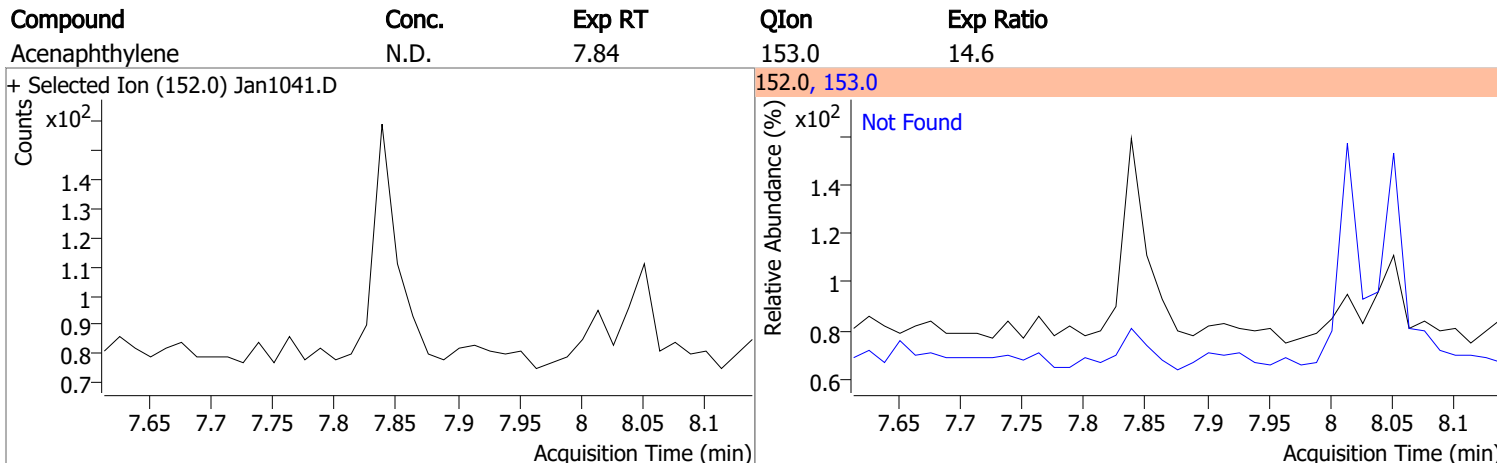 Compound Conc. Exp RT QIon Exp Ratio
Acenaphthylene N.D. 7.84 153.0 14.6
+ Selected Ion (152.0) Jan1041.D
Counts
x10²
1.4
1.3
1.2
1.1
1
0.9
0.8
0.7
7.65 7.7 7.75 7.8 7.85 7.9 7.95 8 8.05 8.1
Acquisition Time (min)
152.0, 153.0
Relative Abundance (%)
x10²
Not Found
1.4
1.2
1
0.8
0.6
7.65 7.7 7.75 7.8 7.85 7.9 7.95 8 8.05 8.1
Acquisition Time (min)